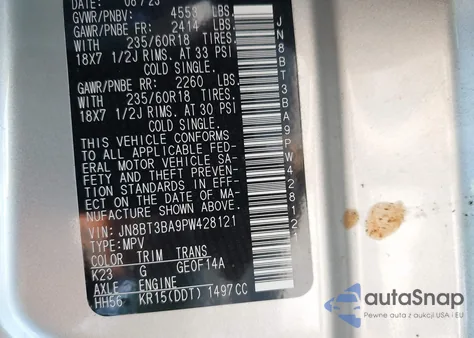 DATE: 08/23
GVWR/PNBV: 4553 LBS.
GAWR/PNBE FR: 2414 LBS.
WITH 235/60R18 TIRES.
18X7 1/2J RIMS. AT 33 PSI
COLD SINGLE.
GAWR/PNBE RR: 2260 LBS
WITH 235/60R18 TIRES.
18X7 1/2J RIMS. AT 30 PSI
COLD SINGLE.
THIS VEHICLE CONFORMS
TO ALL APPLICABLE FED-
ERAL MOTOR VEHICLE SA-
FETY AND THEFT PREVEN-
TION STANDARDS IN EFF-
ECT ON THE DATE OF MA-
NUFACTURE SHOWN ABOVE.
VIN: JN8BT3BA9PW428121
TYPE:MPV
COLOR TRIM TRANS
K23 G GE0F14A
AXLE ENGINE
HH56 KR15(DDT) 1497CC
JN8BT3BA9PW428121
autoSnap
Pewne auta z aukcji USA i EU